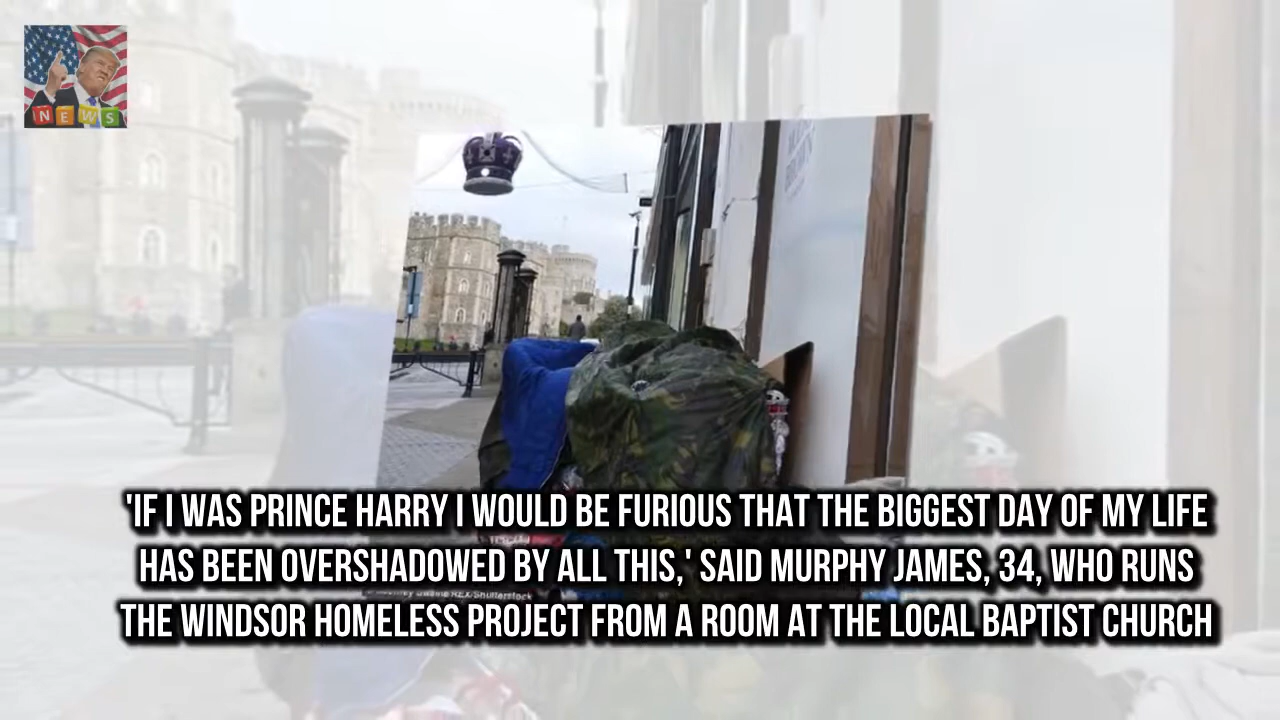 NEWS
'IF I WAS PRINCE HARRY I WOULD BE FURIOUS THAT THE BIGGEST DAY OF MY LIFE
HAS BEEN OVERSHADOWED BY ALL THIS,' SAID MURPHY JAMES, 34, WHO RUNS
REX/Shutterstock
THE WINDSOR HOMELESS PROJECT FROM A ROOM AT THE LOCAL BAPTIST CHURCH